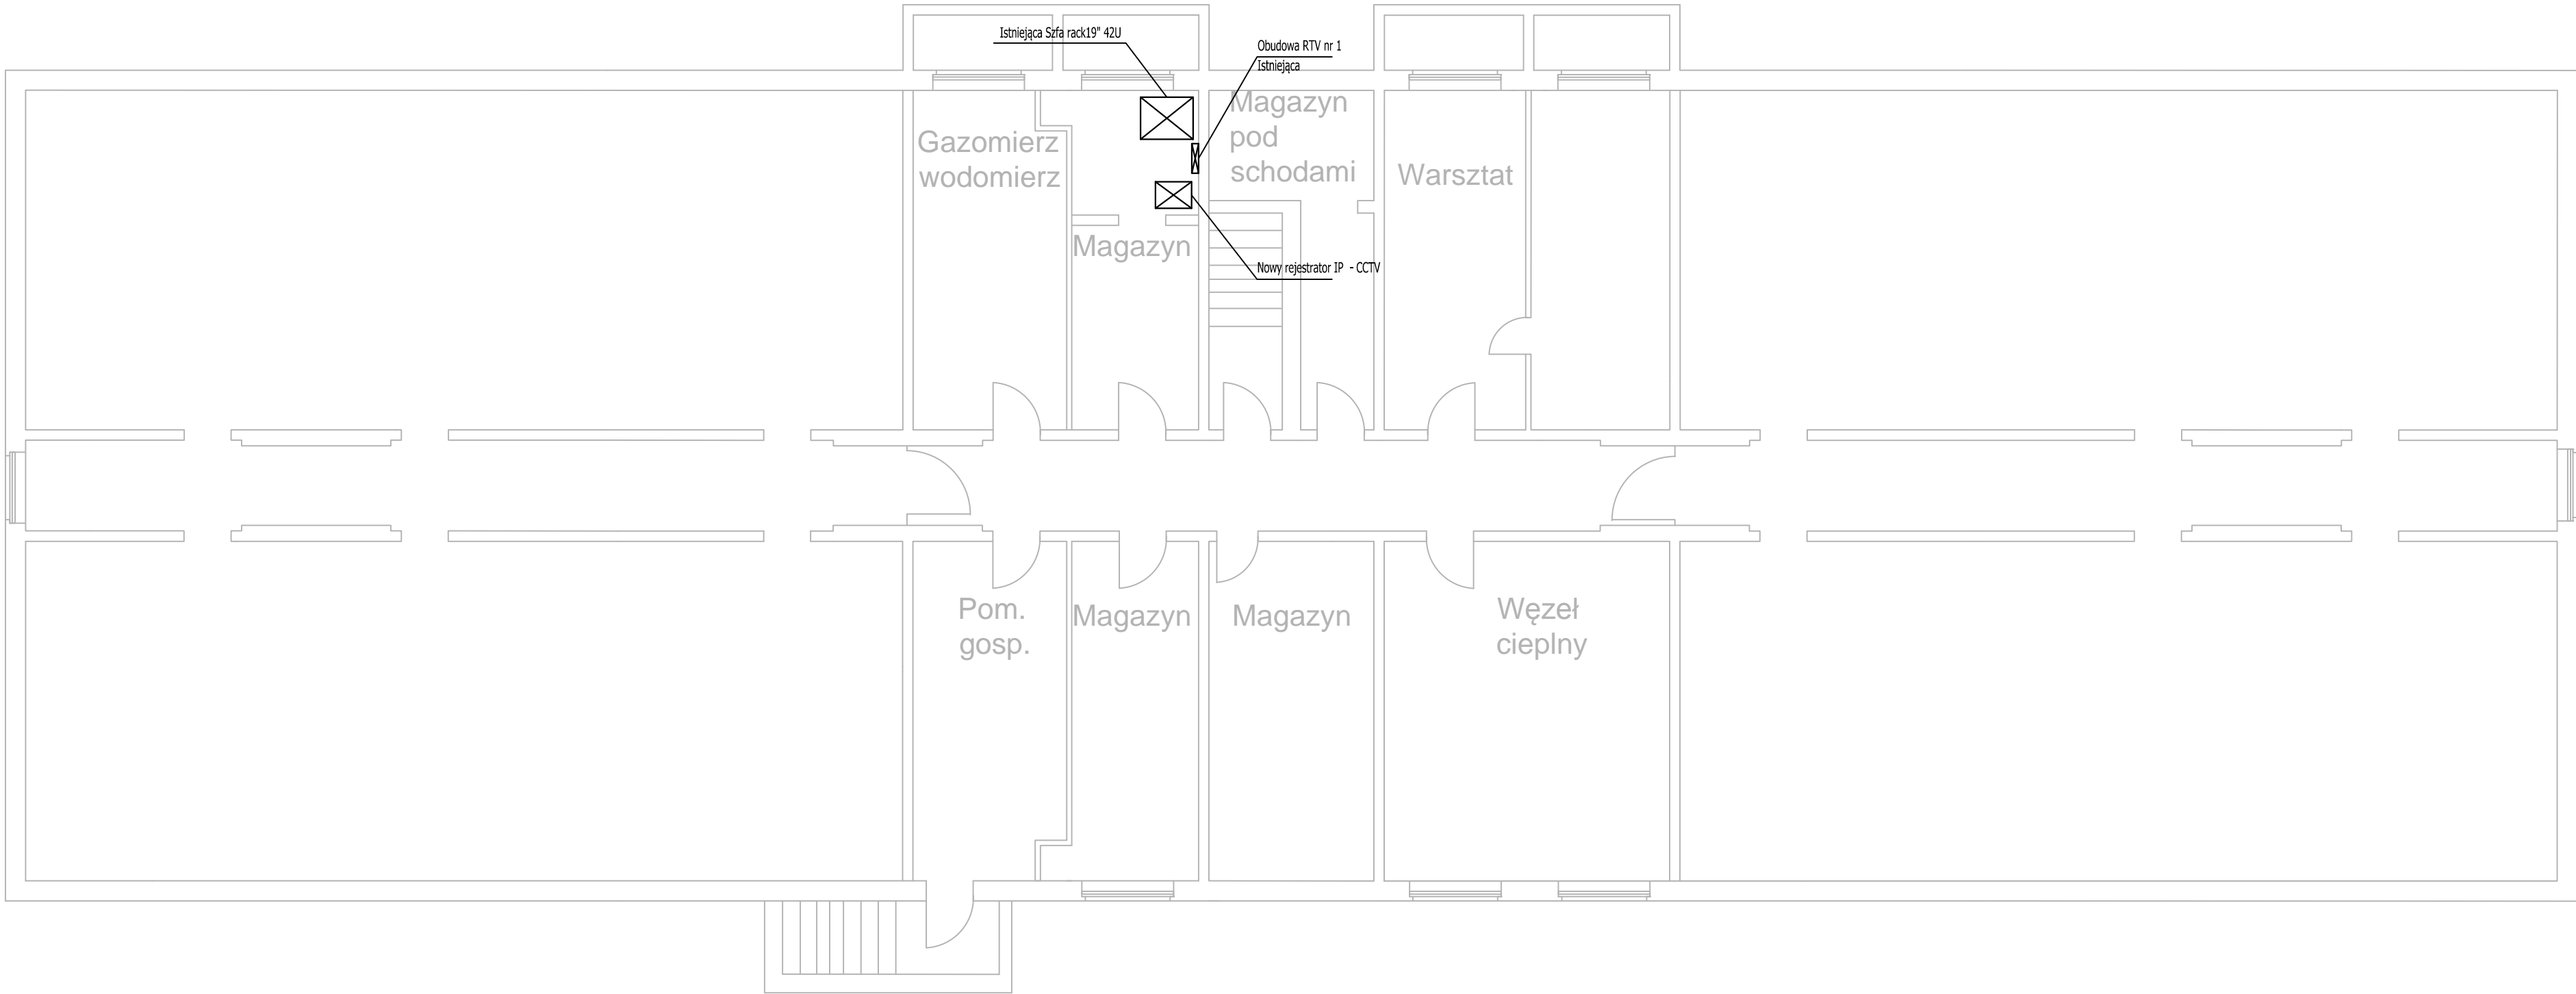 Istniejąca Szfa rack19" 42U
Obudowa RTV nr 1
Istniejąca
Gazomierz
wodomierz
Magazyn
pod
schodami
Warsztat
Magazyn
Nowy rejestrator IP - CCTV
Pom.
gosp.
Magazyn
Magazyn
Węzeł
cieplny